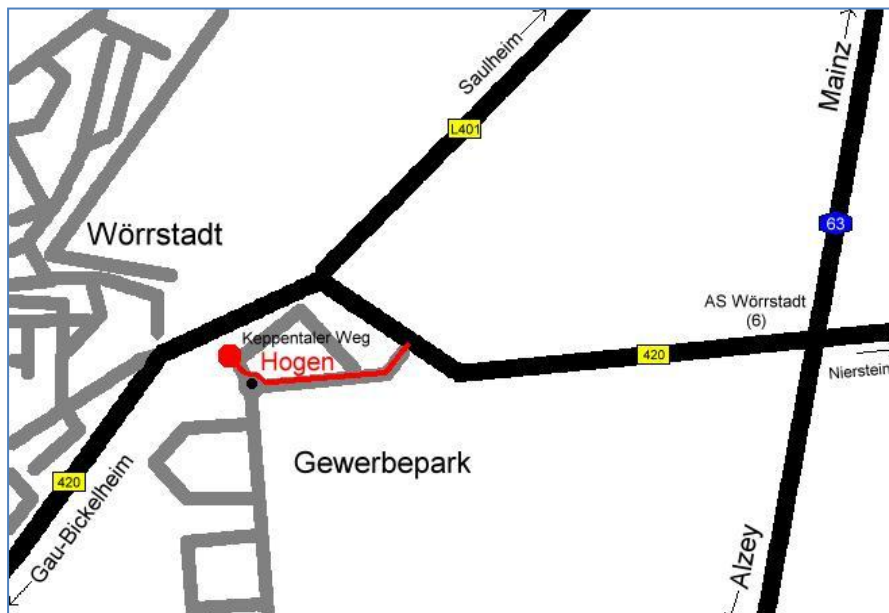 Saulheim
Mainz
L401
63
Wörrstadt
AS Wörrstadt
(6)
Keppentaler Weg
Hogen
420
Nierstein
Gewerbepark
420
Gau-Bickelheim
Alzey